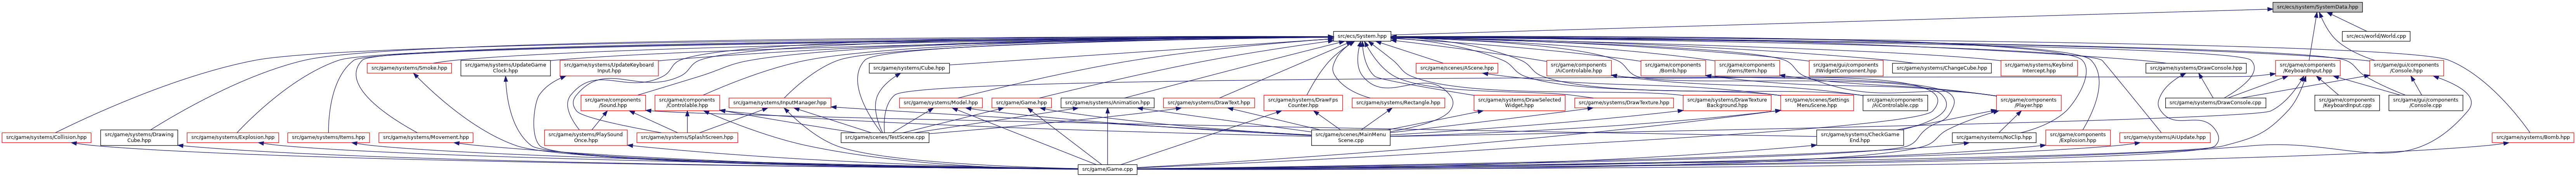 src/ecs/system/SystemData.hpp
src/ecs/System.hpp
src/ecs/world/World.cpp
src/game/systems/Smoke.hpp
src/game/systems/UpdateGame
Clock.hpp
src/game/systems/UpdateKeyboard
Input.hpp
src/game/systems/Cube.hpp
src/game/scenes/AScene.hpp
src/game/components
/AiControlable.hpp
src/game/components
/Bomb.hpp
src/game/components
/items/Item.hpp
src/game/gui/components
/IWidgetComponent.hpp
src/game/systems/ChangeCube.hpp
src/game/systems/Keybind
Intercept.hpp
src/game/systems/DrawConsole.hpp
src/game/components
/KeyboardInput.hpp
src/game/gui/components
/Console.hpp
src/game/components
/Sound.hpp
src/game/components
/Controlable.hpp
src/game/systems/InputManager.hpp
src/game/systems/Model.hpp
src/game/Game.hpp
src/game/systems/Animation.hpp
src/game/systems/DrawText.hpp
src/game/systems/DrawFps
Counter.hpp
src/game/systems/Rectangle.hpp
src/game/systems/DrawSelected
Widget.hpp
src/game/systems/DrawTexture.hpp
src/game/systems/DrawTexture
Background.hpp
src/game/scenes/Settings
MenuScene.hpp
src/game/components
/AiControlable.cpp
src/game/components
/Player.hpp
src/game/systems/DrawConsole.cpp
src/game/components
/KeyboardInput.cpp
src/game/gui/components
/Console.cpp
src/game/systems/Collision.hpp
src/game/systems/Drawing
Cube.hpp
src/game/systems/Explosion.hpp
src/game/systems/Items.hpp
src/game/systems/Movement.hpp
src/game/systems/PlaySound
Once.hpp
src/game/systems/SplashScreen.hpp
src/game/scenes/TestScene.cpp
src/game/scenes/MainMenu
Scene.cpp
src/game/systems/CheckGame
End.hpp
src/game/systems/NoClip.hpp
src/game/components
/Explosion.hpp
src/game/systems/AiUpdate.hpp
src/game/systems/Bomb.hpp
src/game/Game.cpp